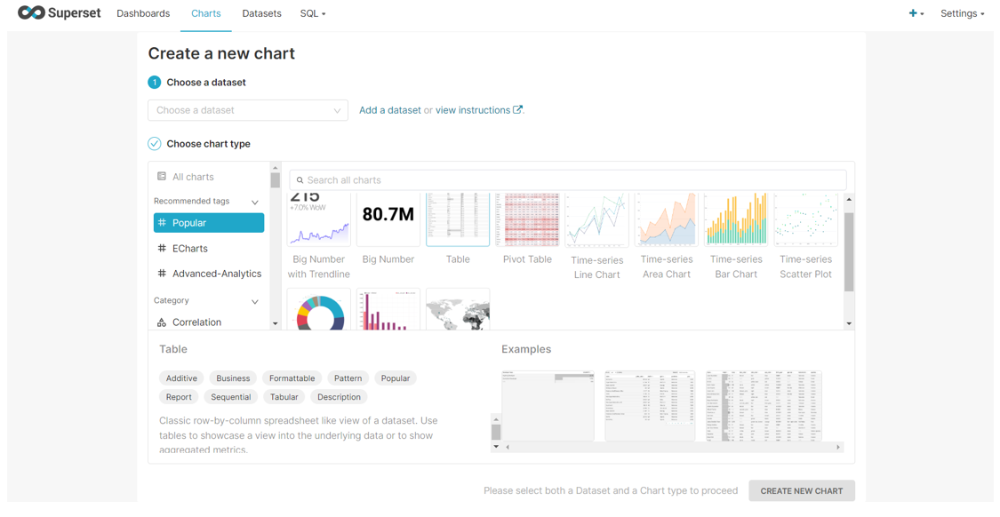 Superset Dashboards Charts Datasets SQL Settings
Create a new chart
1 Choose a dataset
Choose a dataset Add a dataset or view instructions .
Choose chart type
All charts
Search all charts
Recommended tags
Popular
ECharts
Advanced-Analytics
Category
Correlation
215
+7.0% WoW
80.7M
Big Number
with Trendline
Big Number
Table
Pivot Table
Time-series
Line Chart
Time-series
Area Chart
Time-series
Bar Chart
Time-series
Scatter Plot
Table
Additive Business Formattable Pattern Popular
Report Sequential Tabular Description
Classic row-by-column spreadsheet like view of a dataset. Use
tables to showcase a view into the underlying data or to show
aggregated metrics.
Examples
Please select both a Dataset and a Chart type to proceed CREATE NEW CHART